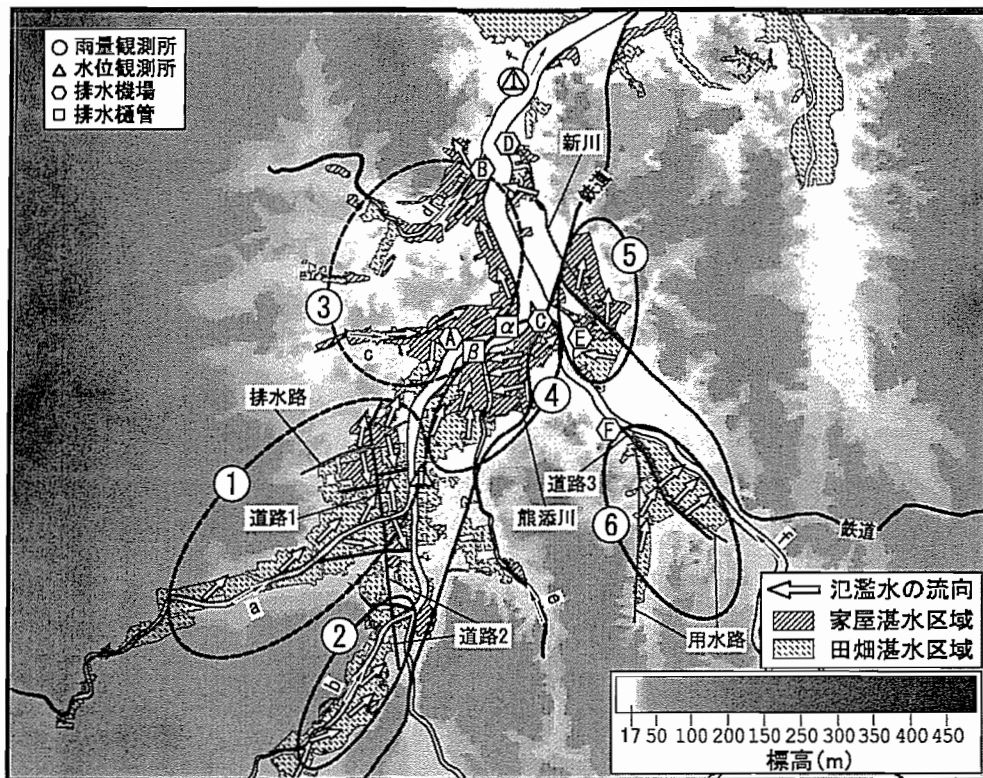 ○ 雨量観測所
△ 水位観測所
⬡ 排水機場
□ 排水樋管
f
D
B
新川
鉄道
⑤
③
α
C
A
β
E
c
④
排水路
F
①
道路1
道路3
熊添川
⑥
鉄道
f
a
e
②
道路2
用水路
b
氾濫水の流向
家屋湛水区域
田畑湛水区域
17 50 100 150 200 250 300 350 400 450
標高(m)